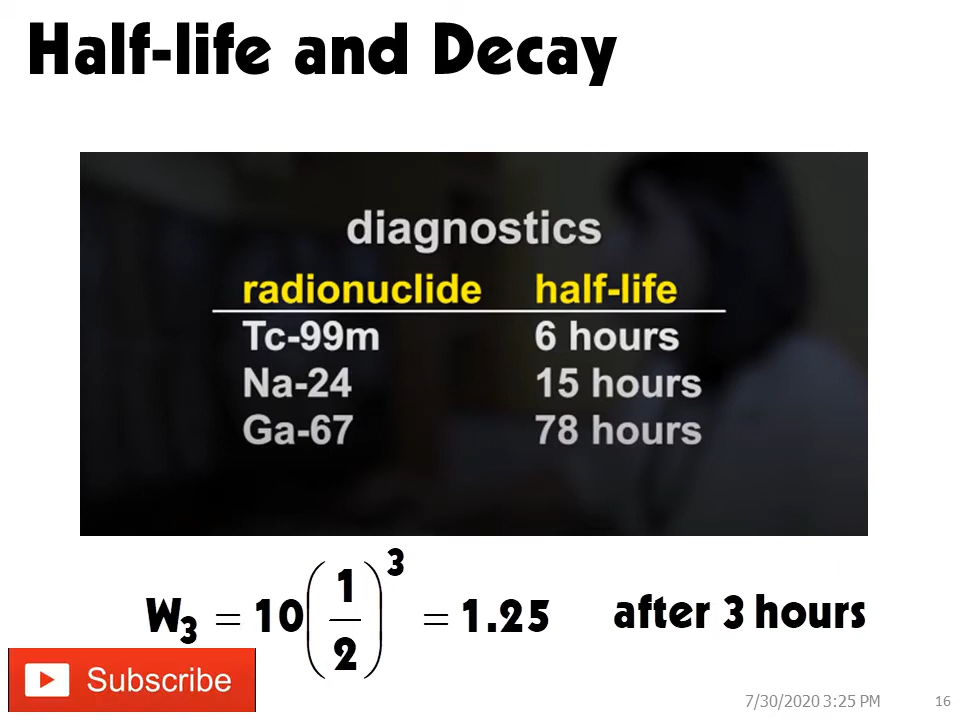 Half-life and Decay
diagnostics
radionuclide half-life
Tc-99m 6 hours
Na-24 15 hours
Ga-67 78 hours
W₃ = 10(1/2)³ = 1.25 after 3 hours
Subscribe
7/30/2020 3:25 PM 16